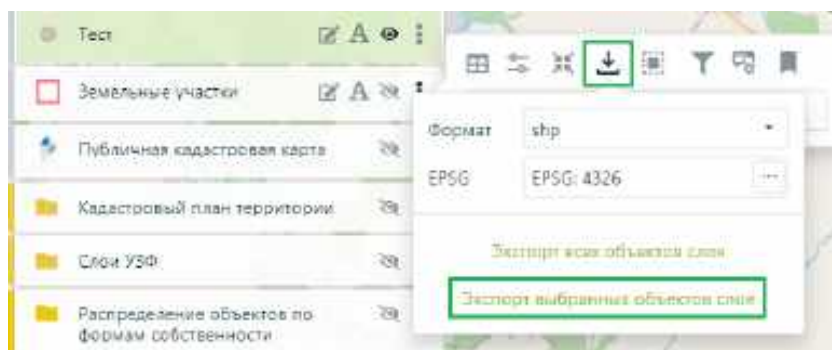 Тест
Земельные участки
Публичная кадастровая карта
Кадастровый план территории
Слои УЗФ
Распределение объектов по
формам собственности
Формат
shp
EPSG
EPSG: 4326
Экспорт всех объектов слоя
Экспорт выбранных объектов слоя